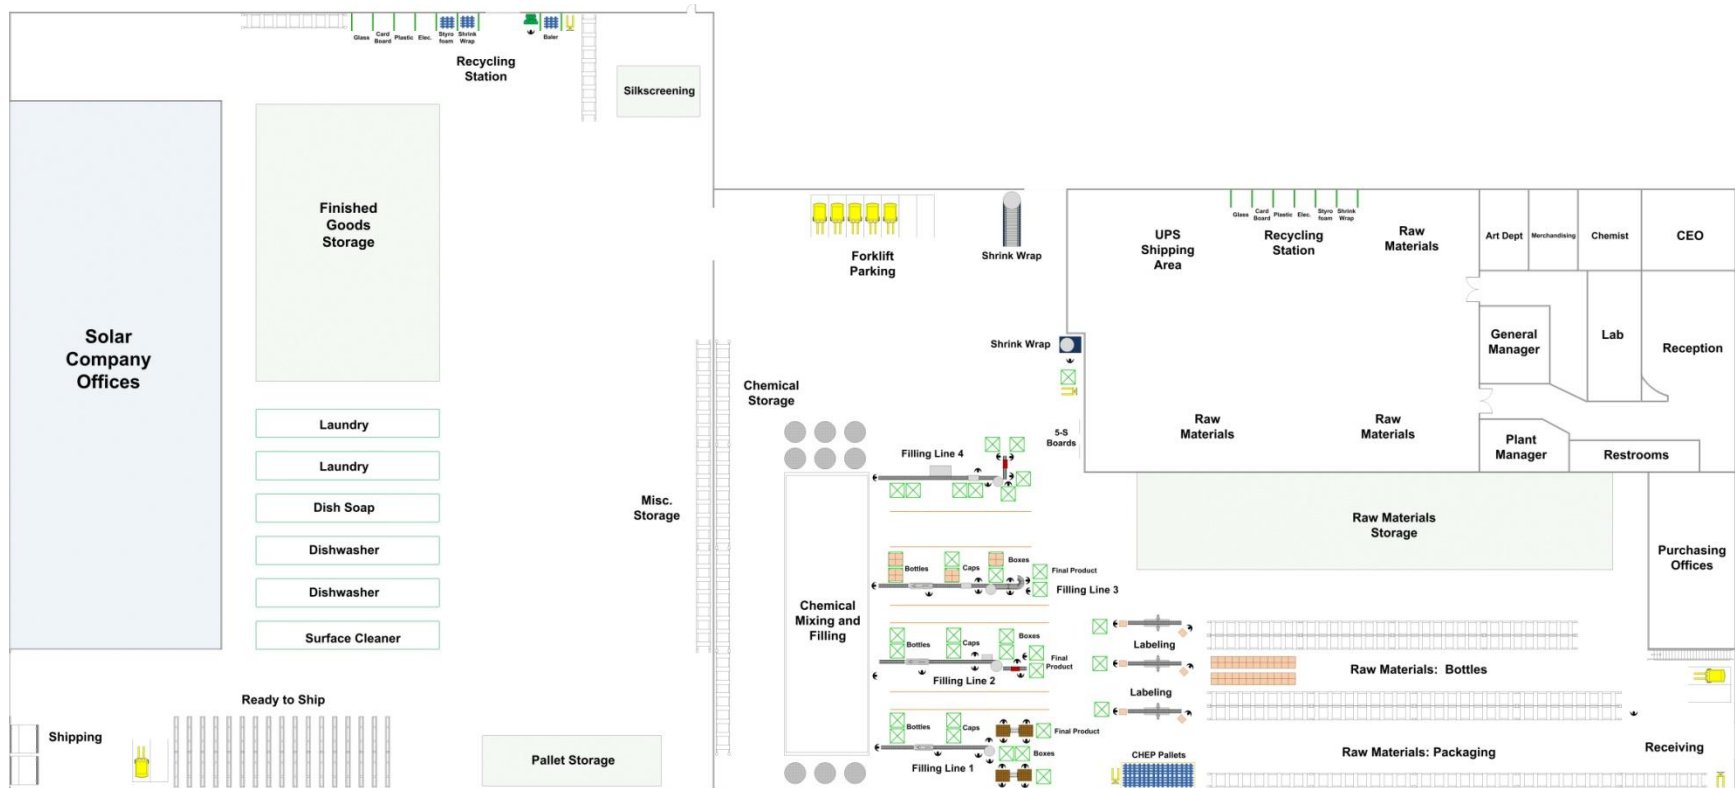 Glass
Card
Board
Plastic
Elec.
Styro
foam
Shrink
Wrap
Baler
Recycling
Station
Silkscreening
Finished
Goods
Storage
Solar
Company
Offices
Laundry
Laundry
Dish Soap
Dishwasher
Dishwasher
Surface Cleaner
Ready to Ship
Shipping
Pallet Storage
Misc.
Storage
Forklift
Parking
Shrink Wrap
Shrink Wrap
Chemical
Storage
5-S
Boards
Filling Line 4
Chemical
Mixing and
Filling
Bottles
Caps
Boxes
Final Product
Filling Line 3
Bottles
Caps
Boxes
Final
Product
Filling Line 2
Bottles
Caps
Final Product
Boxes
Filling Line 1
Labeling
Labeling
CHEP Pallets
UPS
Shipping
Area
Glass
Card
Board
Plastic
Elec.
Styro
foam
Shrink
Wrap
Recycling
Station
Raw
Materials
Raw
Materials
Raw
Materials
Art Dept
Merchandising
Chemist
CEO
General
Manager
Lab
Reception
Plant
Manager
Restrooms
Raw Materials
Storage
Purchasing
Offices
Raw Materials: Bottles
Raw Materials: Packaging
Receiving